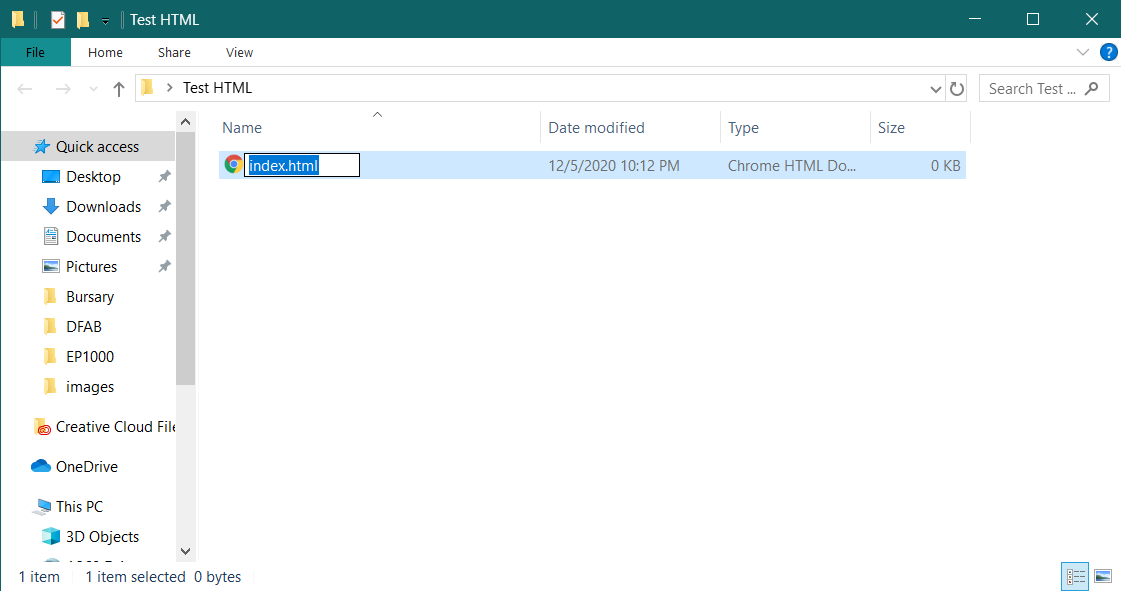 Test HTML
File Home Share View ?
Test HTML Search Test ...
Name Date modified Type Size
index.html 12/5/2020 10:12 PM Chrome HTML Do... 0 KB
Quick access
Desktop
Downloads
Documents
Pictures
Bursary
DFAB
EP1000
images
Creative Cloud File
OneDrive
This PC
3D Objects
1 item 1 item selected 0 bytes